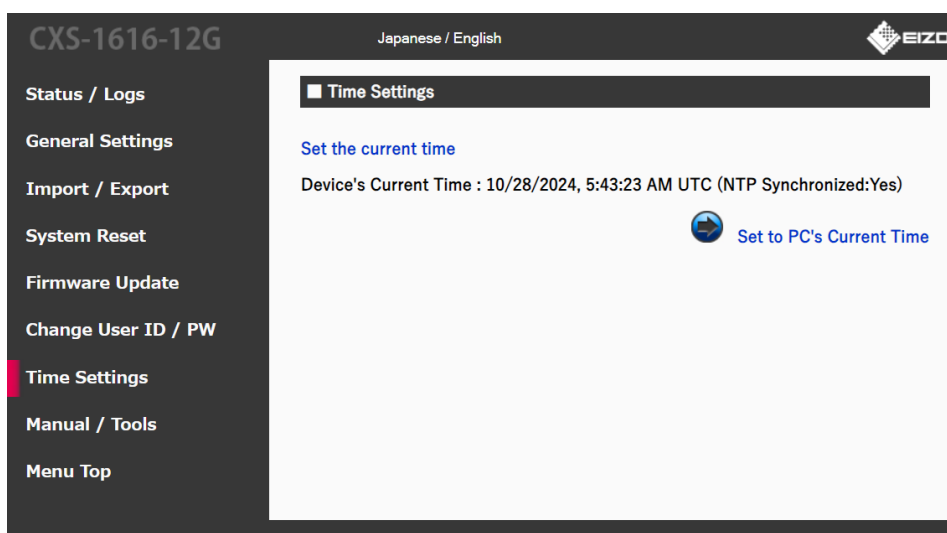 CXS-1616-12G
Japanese / English
Status / Logs
General Settings
Import / Export
System Reset
Firmware Update
Change User ID / PW
Time Settings
Manual / Tools
Menu Top
■ Time Settings
Set the current time
Device's Current Time : 10/28/2024, 5:43:23 AM UTC (NTP Synchronized:Yes)
Set to PC's Current Time